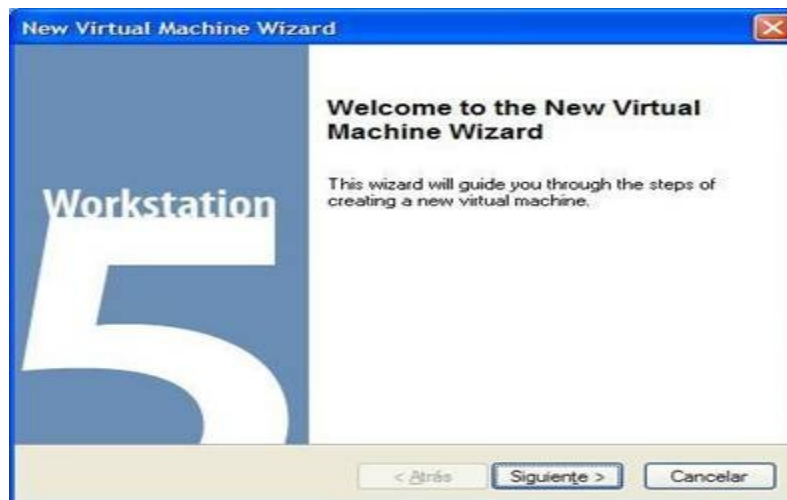 New Virtual Machine Wizard
Welcome to the New Virtual
Machine Wizard
This wizard will guide you through the steps of
creating a new virtual machine.
Workstation
5
< Atrás
Siguiente >
Cancelar